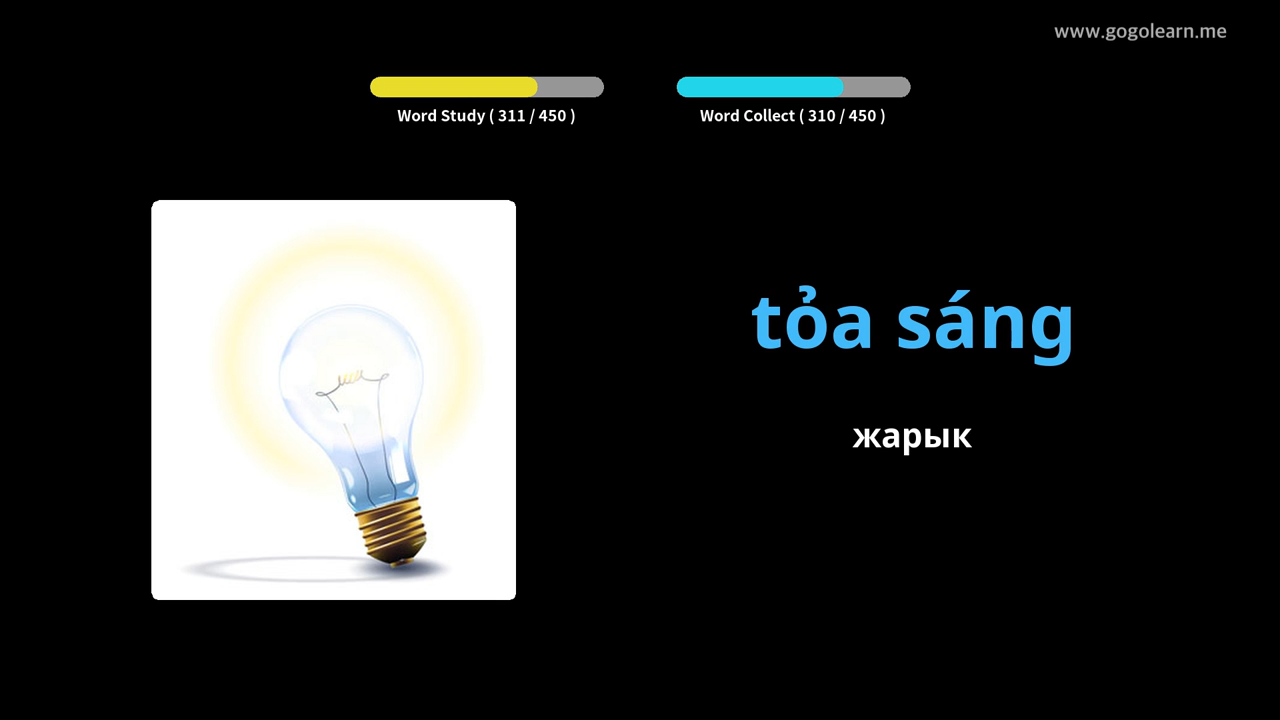 www.gogolearn.me
Word Study ( 311 / 450 )
Word Collect ( 310 / 450 )
tỏa sáng
жарык